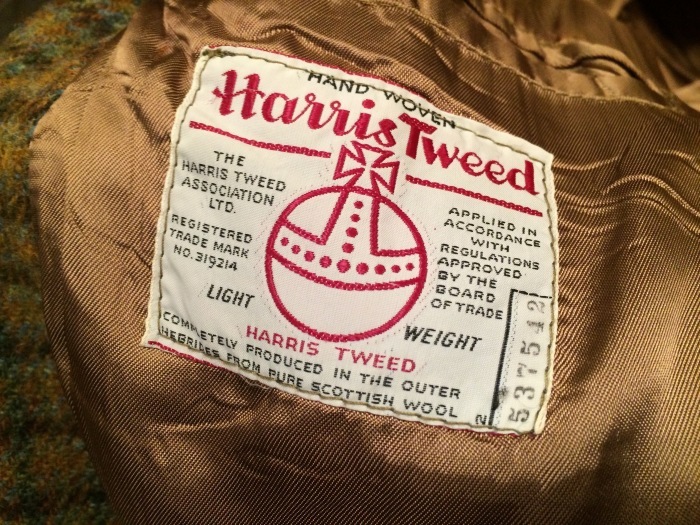 HAND WOVEN
Harris Tweed
THE
HARRIS TWEED
ASSOCIATION
LTD.
REGISTERED
TRADE MARK
NO. 319214
APPLIED IN
ACCORDANCE
WITH
REGULATIONS
APPROVED
BY THE
BOARD
OF TRADE
LIGHT
WEIGHT
HARRIS TWEED
COMPLETELY PRODUCED IN THE OUTER
HEBRIDES FROM PURE SCOTTISH WOOL
N
537542